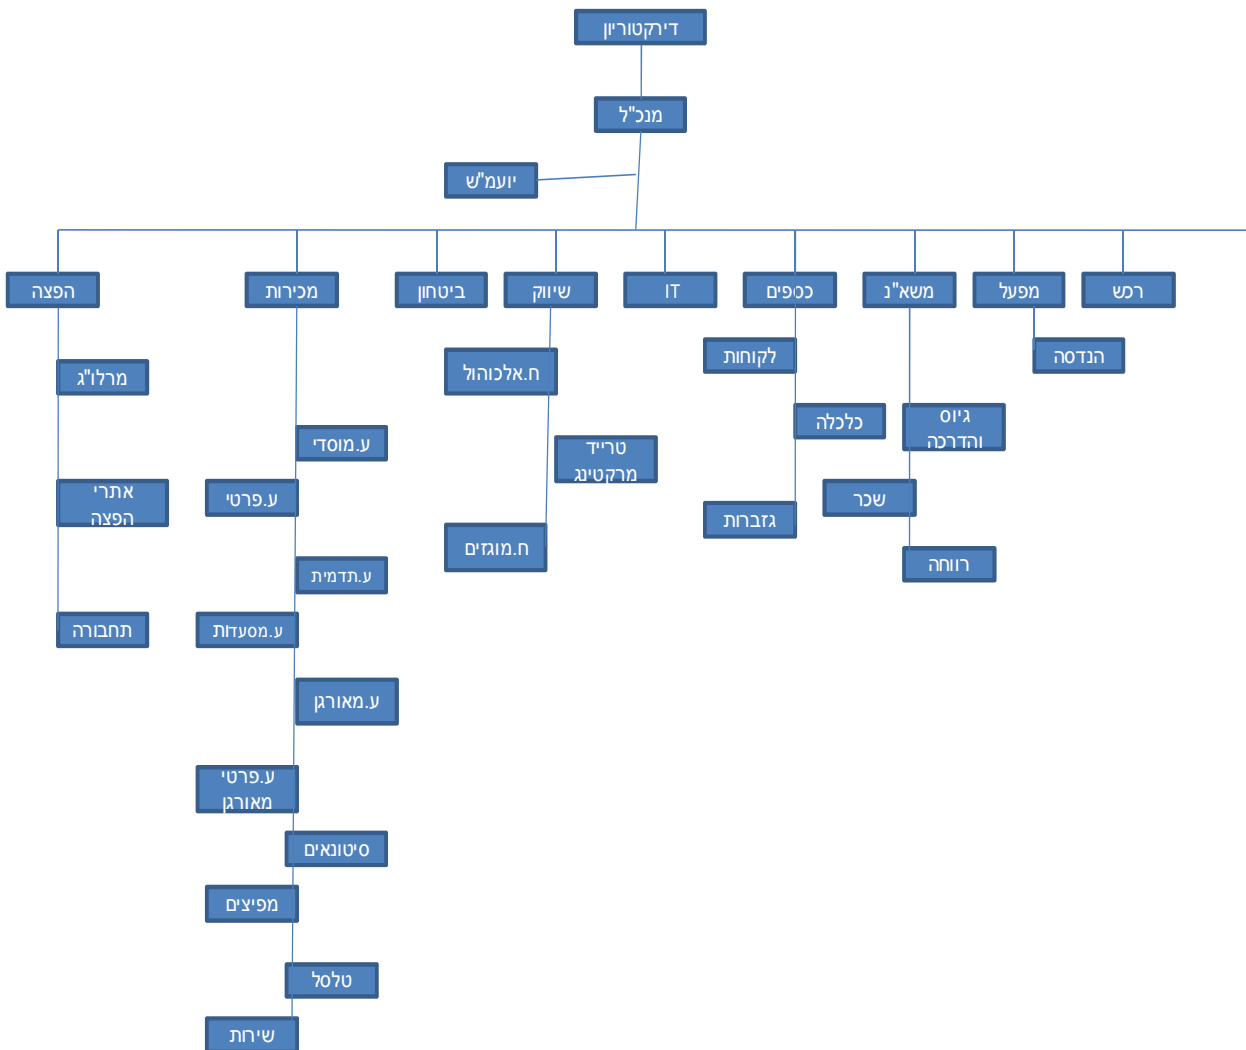 דירקטוריון
מנכ"ל
יועמ"ש
רכש
מפעל
משא"נ
כספים
IT
שיווק
ביטחון
מכירות
הפצה
הנדסה
גיוס
והדרכה
שכר
רווחה
לקוחות
כלכלה
גזברות
ח.אלכוהול
טרייד
מרקטינג
ח.מוגזים
ע.מוסדי
ע.פרטי
ע.תדמית
ע.מסעדות
ע.מאורגן
ע.פרטי
מאורגן
סיטונאים
מפיצים
טלסל
שירות
מרלו"ג
אתרי
הפצה
תחבורה